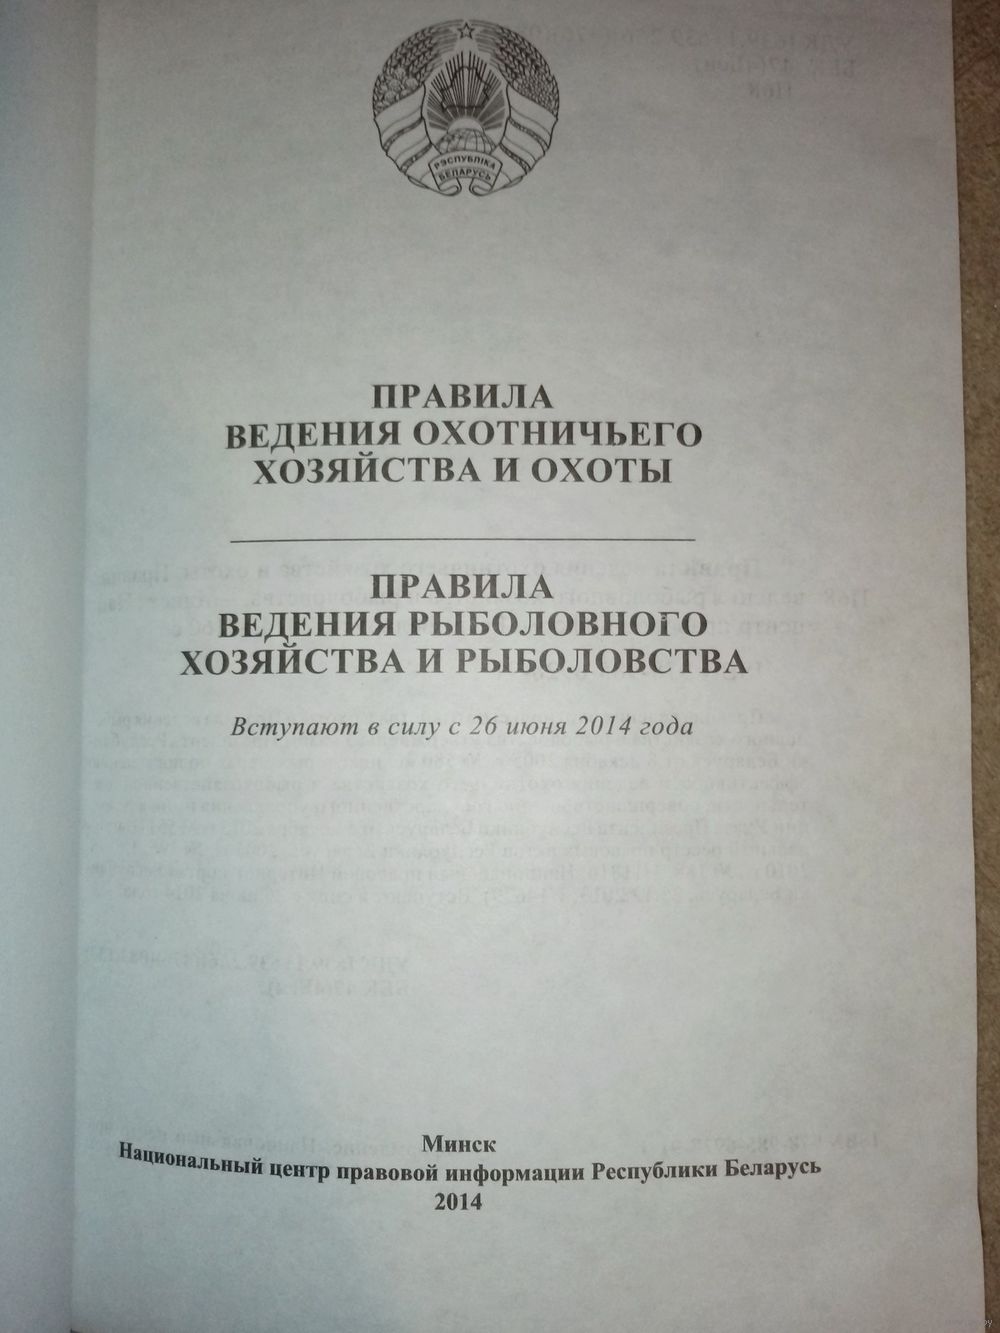 РЭСПУБЛІКА
БЕЛАРУСЬ
ПРАВИЛА
ВЕДЕНИЯ ОХОТНИЧЬЕГО
ХОЗЯЙСТВА И ОХОТЫ
ПРАВИЛА
ВЕДЕНИЯ РЫБОЛОВНОГО
ХОЗЯЙСТВА И РЫБОЛОВСТВА
Вступают в силу с 26 июня 2014 года
Минск
Национальный центр правовой информации Республики Беларусь
2014